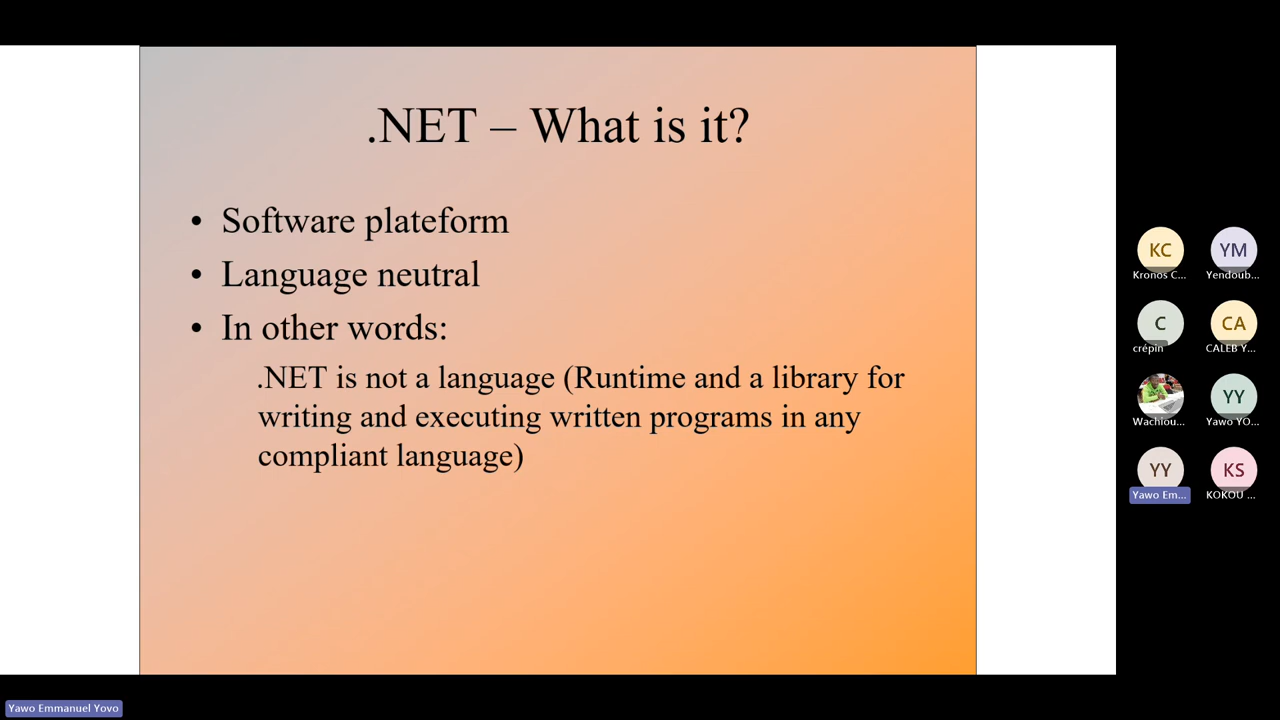 .NET – What is it?
• Software plateform
• Language neutral
• In other words:
.NET is not a language (Runtime and a library for
writing and executing written programs in any
compliant language)
KC
YM
Kronos C...
Yendoub...
C
CA
crépin
CALEB Y...
YY
Wachiou...
Yawo YO...
YY
KS
Yawo Em...
KOKOU ...
Yawo Emmanuel Yovo